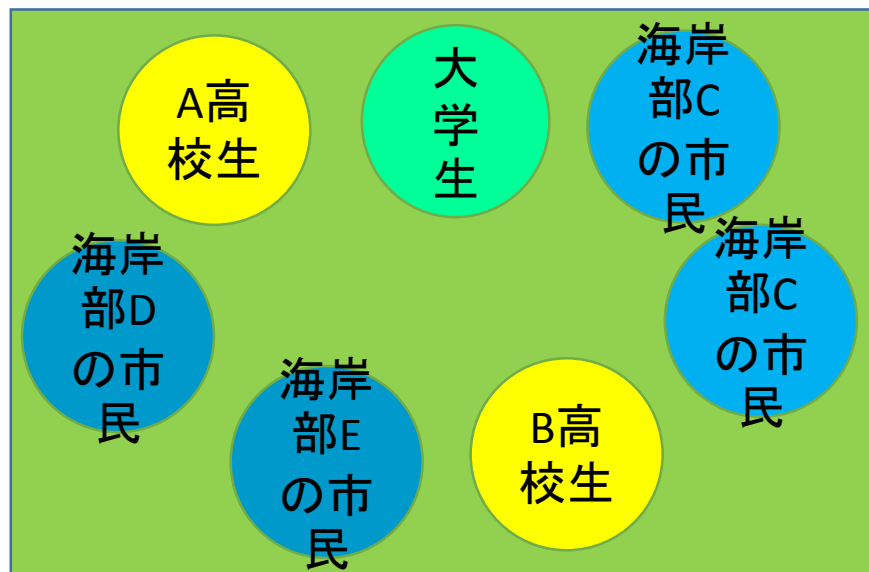 A高
校生
大
学
生
海岸
部C
の市
民
海岸
部D
の市
民
海岸
部C
の市
民
海岸
部E
の市
民
B高
校生